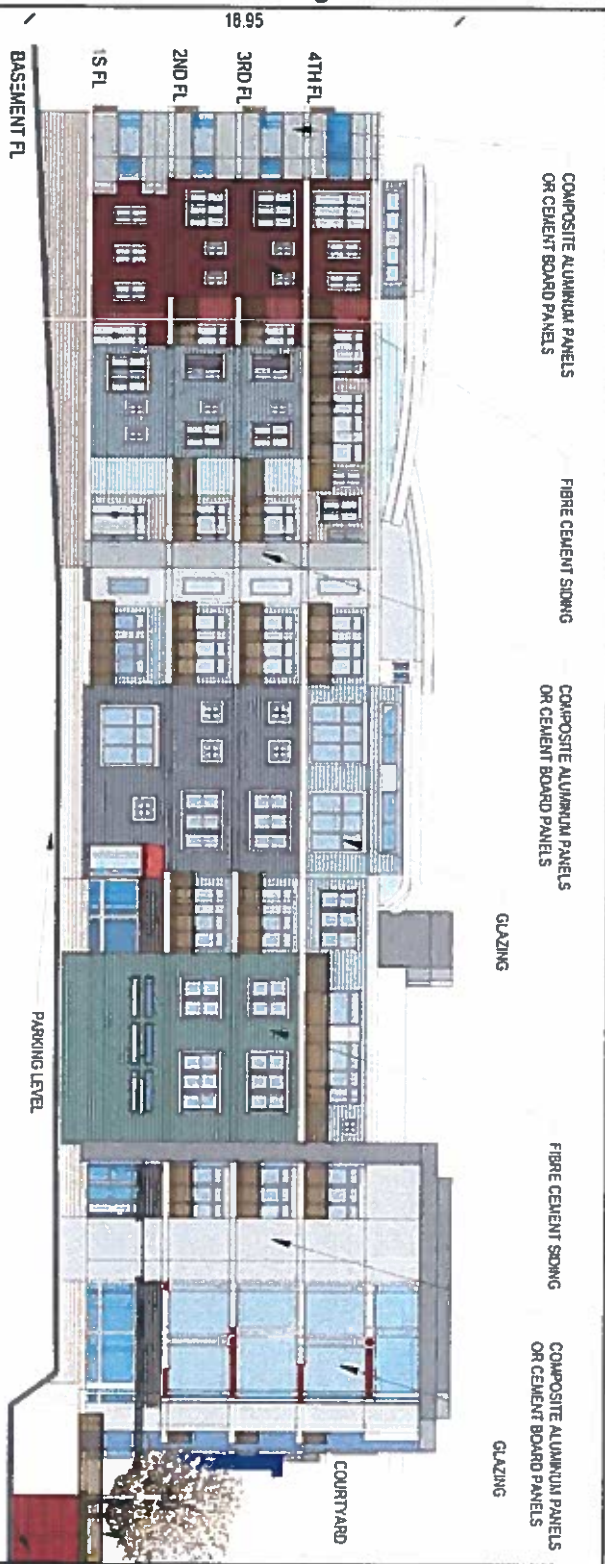 COMPOSITE ALUMINUM PANELS
OR CEMENT BOARD PANELS
FIBRE CEMENT SIDING
COMPOSITE ALUMINUM PANELS
OR CEMENT BOARD PANELS
GLAZING
FIBRE CEMENT SIDING
COMPOSITE ALUMINUM PANELS
OR CEMENT BOARD PANELS
GLAZING
18.95
4TH FL
3RD FL
2ND FL
1S FL
BASEMENT FL
PARKING LEVEL
COURTYARD